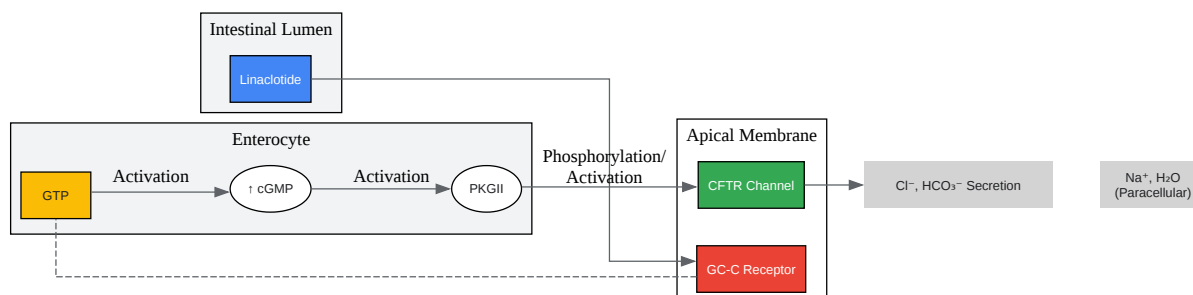 Intestinal Lumen
Linaclotide
Enterocyte
GTP
Activation
↑ cGMP
Activation
PKGII
Phosphorylation/
Activation
Apical Membrane
CFTR Channel
GC-C Receptor
Cl⁻, HCO₃⁻ Secretion
Na⁺, H₂O
(Paracellular)